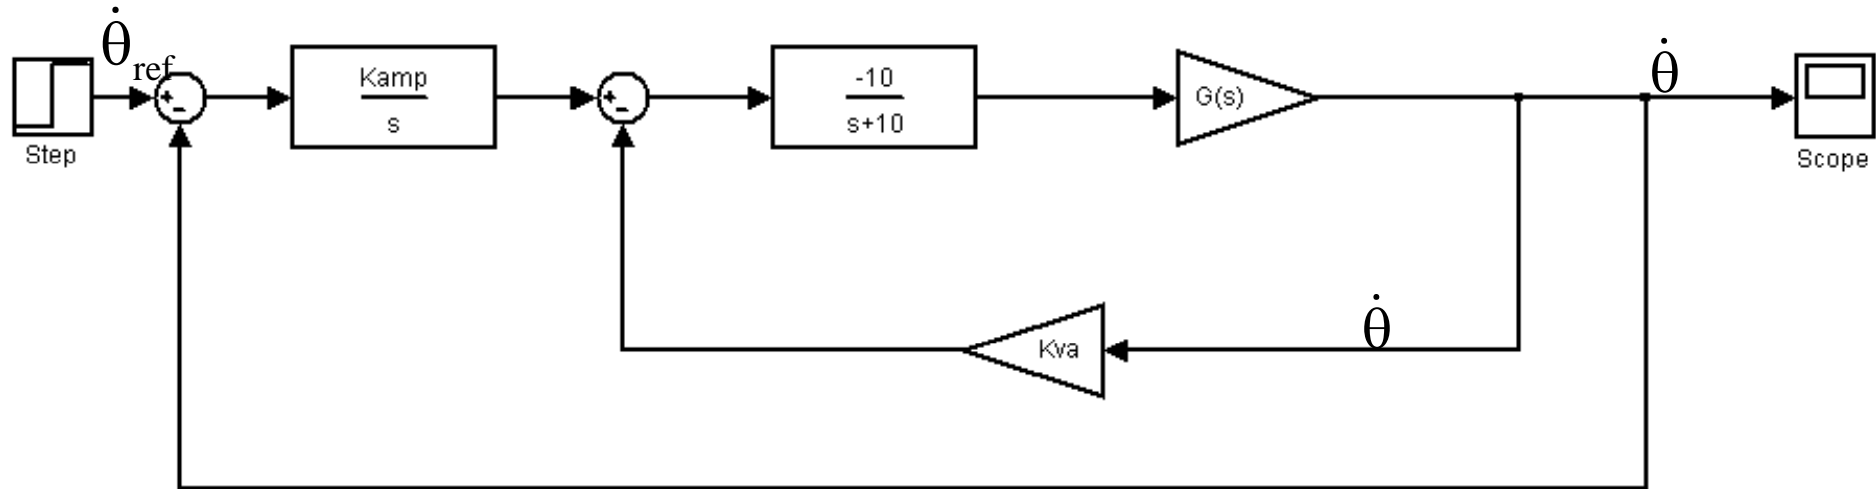 θ̇ref
Step
+
-
Kamp
s
+
-
-10
s+10
G(s)
θ̇
Scope
Kva
θ̇